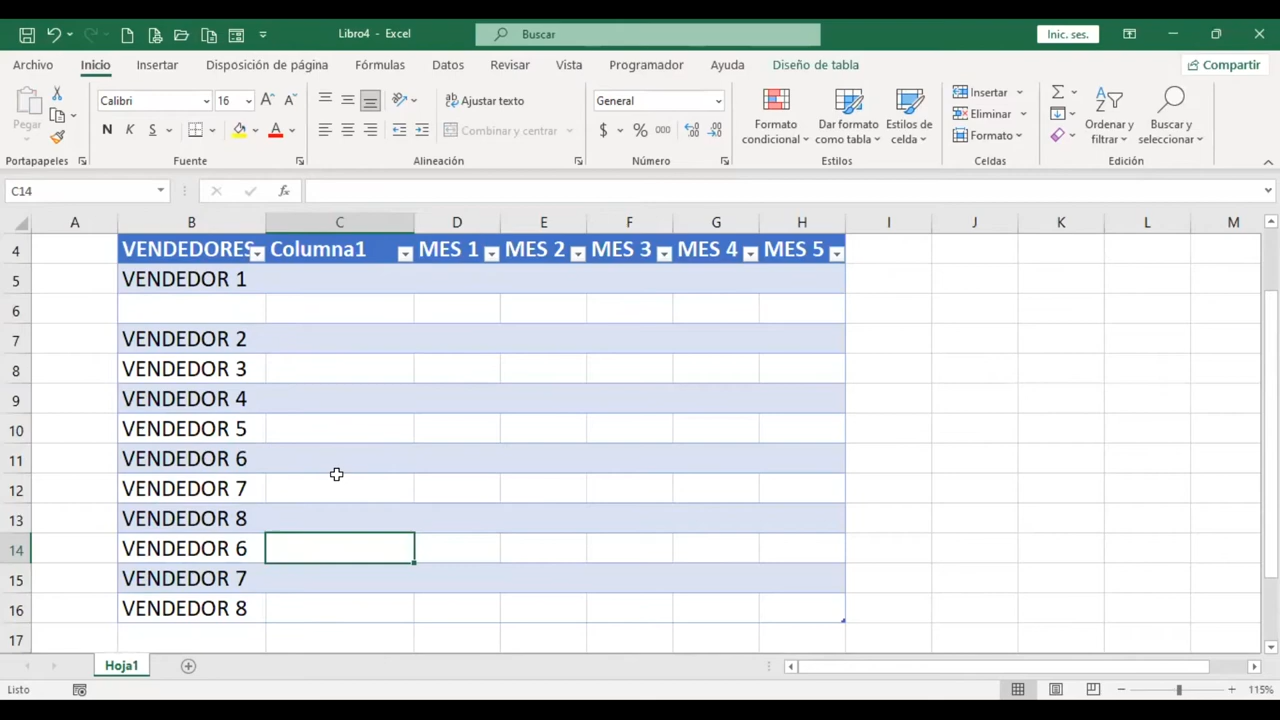 Libro4 - Excel
Buscar
Inic. ses.
Archivo Inicio Insertar Disposición de página Fórmulas Datos Revisar Vista Programador Ayuda Diseño de tabla Compartir
Pegar
Calibri 16
N K S
Ajustar texto
Combinar y centrar
General
$ % 000
Formato condicional
Dar formato como tabla
Estilos de celda
Insertar
Eliminar
Formato
Ordenar y filtrar
Buscar y seleccionar
Portapapeles Fuente Alineación Número Estilos Celdas Edición
C14 fx
A B C D E F G H I J K L M
4 VENDEDORES Columna1 MES 1 MES 2 MES 3 MES 4 MES 5
5 VENDEDOR 1
6
7 VENDEDOR 2
8 VENDEDOR 3
9 VENDEDOR 4
10 VENDEDOR 5
11 VENDEDOR 6
12 VENDEDOR 7
13 VENDEDOR 8
14 VENDEDOR 6
15 VENDEDOR 7
16 VENDEDOR 8
17
Hoja1
Listo 115%